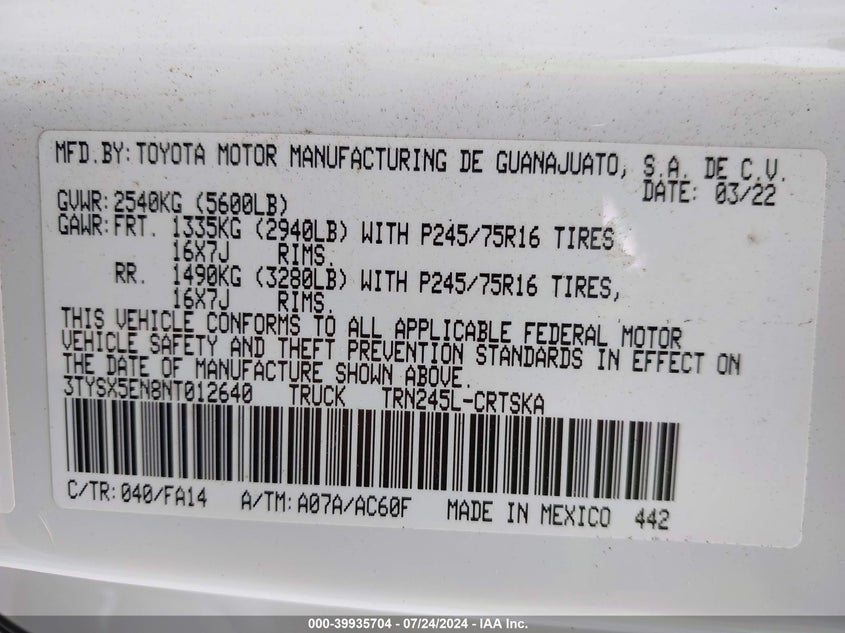 MFD.BY: TOYOTA MOTOR MANUFACTURING DE GUANAJUATO, S.A. DE C.V.
DATE: 03/22
GVWR: 2540KG (5600LB)
GAWR: FRT. 1335KG (2940LB) WITH P245/75R16 TIRES
16X7J RIMS.
RR. 1490KG (3280LB) WITH P245/75R16 TIRES,
16X7J RIMS.
THIS VEHICLE CONFORMS TO ALL APPLICABLE FEDERAL MOTOR
VEHICLE SAFETY AND THEFT PREVENTION STANDARDS IN EFFECT ON
THE DATE OF MANUFACTURE SHOWN ABOVE.
3TYSX5EN8NT012640 TRUCK TRN245L-CRTSKA
C/TR: 040/FA14 A/TM: A07A/AC60F MADE IN MEXICO 442
000-39935704 - 07/24/2024 - IAA Inc.